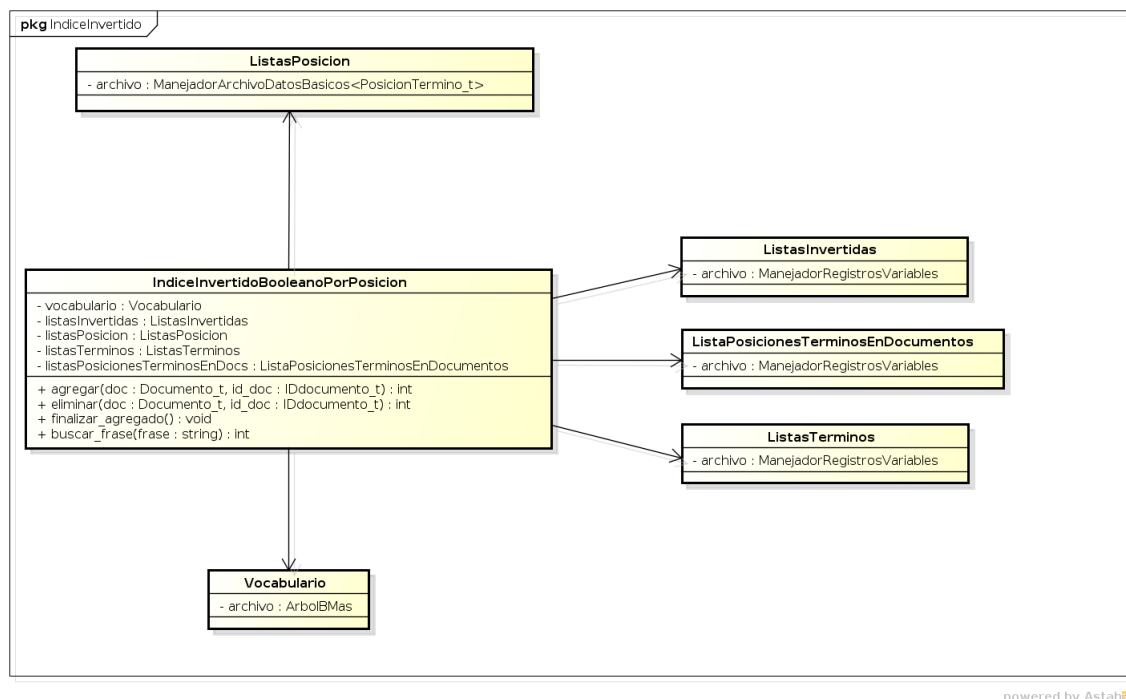 pkg IndiceInvertido
ListasPosicion
- archivo : ManejadorArchivoDatosBasicos<PosicionTermino_t>
ListasInvertidas
- archivo : ManejadorRegistrosVariables
IndiceInvertidoBooleanoPorPosicion
- vocabulario : Vocabulario
- listasInvertidas : ListasInvertidas
- listasPosicion : ListasPosicion
- listasTerminos : ListasTerminos
- listasPosicionesTerminosEnDocs : ListaPosicionesTerminosEnDocumentos
+ agregar(doc : Documento_t, id_doc : IDdocumento_t) : int
+ eliminar(doc : Documento_t, id_doc : IDdocumento_t) : int
+ finalizar_agregado() : void
+ buscar_frase(frase : string) : int
ListaPosicionesTerminosEnDocumentos
- archivo : ManejadorRegistrosVariables
ListasTerminos
- archivo : ManejadorRegistrosVariables
Vocabulario
- archivo : ArbolBMas
powered by